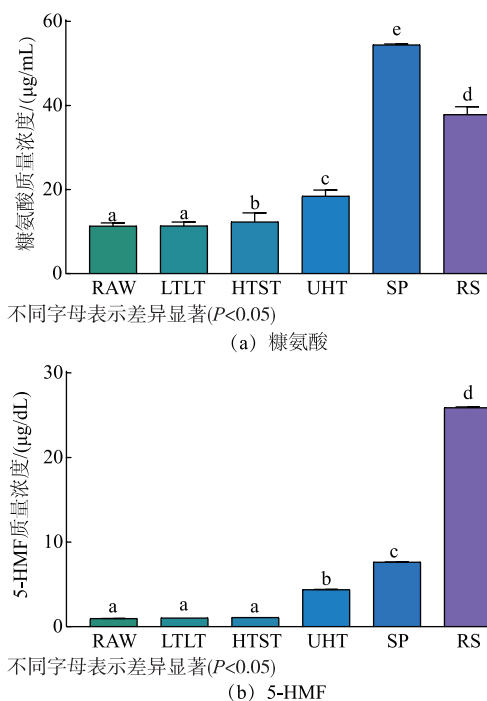 糠氨酸质量浓度/(μg/mL)
60
40
20
0
a
a
b
c
e
d
RAW LTLT HTST UHT SP RS
不同字母表示差异显著(P<0.05)
(a) 糠氨酸
5-HMF质量浓度/(μg/dL)
30
20
10
0
a
a
a
b
c
d
RAW LTLT HTST UHT SP RS
不同字母表示差异显著(P<0.05)
(b) 5-HMF